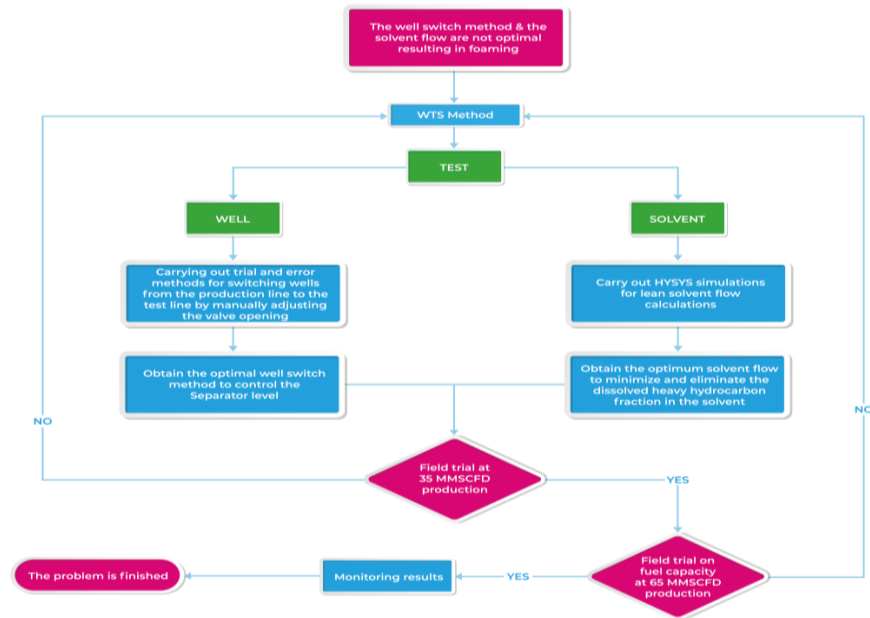 The well switch method & the
solvent flow are not optimal
resulting in foaming
WTS Method
TEST
WELL
SOLVENT
Carrying out trial and error
methods for switching wells
from the production line to the
test line by manually adjusting
the valve opening
Carry out HYSYS simulations
for lean solvent flow
calculations
Obtain the optimal well switch
method to control the
Separator level
Obtain the optimum solvent flow
to minimize and eliminate the
dissolved heavy hydrocarbon
fraction in the solvent
NO
NO
Field trial at
35 MMSCFD
production
YES
Field trial on
fuel capacity
at 65 MMSCFD
production
YES
Monitoring results
The problem is finished